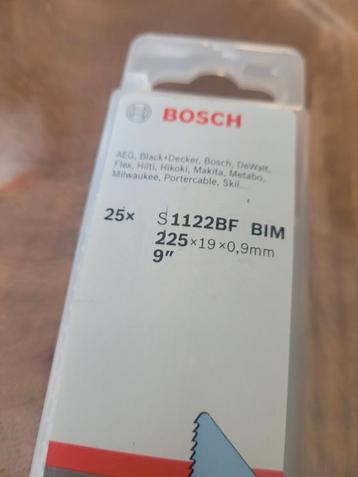 BOSCH
AEG, Black+Decker, Bosch, DeWalt,
Flex, Hilti, Hikoki, Makita, Metabo,
Milwaukee, Portercable, Skil...
25× S1122BF BIM
225×19×0,9mm
9"